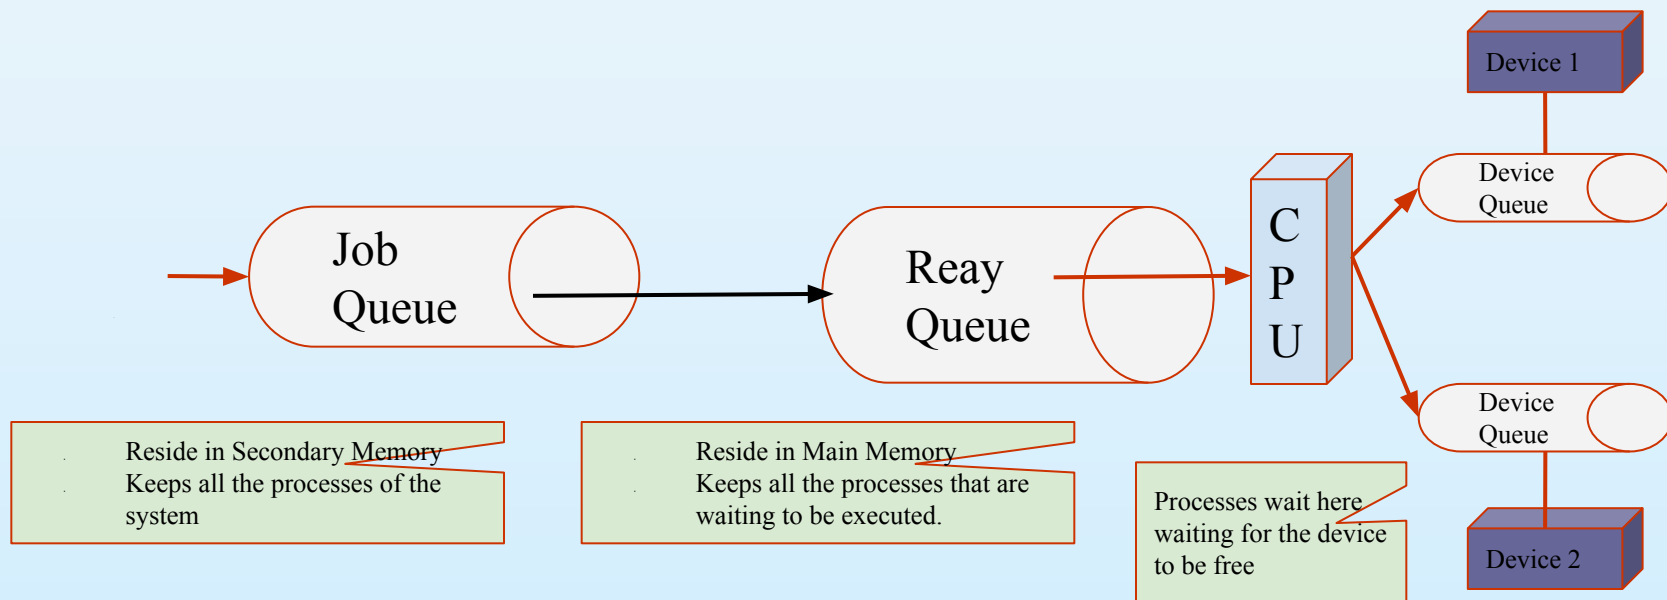 Device 1
Device
Queue
Job
Queue
Reay
Queue
C
P
U
Device
Queue
Reside in Secondary Memory
Keeps all the processes of the
system
Reside in Main Memory
Keeps all the processes that are
waiting to be executed.
Processes wait here
waiting for the device
to be free
Device 2